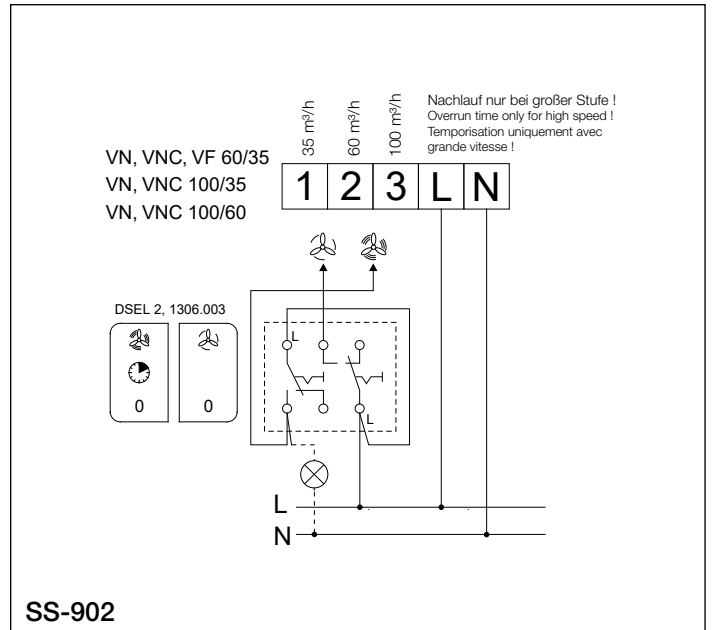 35 m³/h
60 m³/h
100 m³/h
Nachlauf nur bei großer Stufe !
Overrun time only for high speed !
Temporisation uniquement avec
grande vitesse !
VN, VNC, VF 60/35
VN, VNC 100/35
VN, VNC 100/60
1 2 3 L N
DSEL 2, 1306.003
0 0
L
L
L
N
SS-902